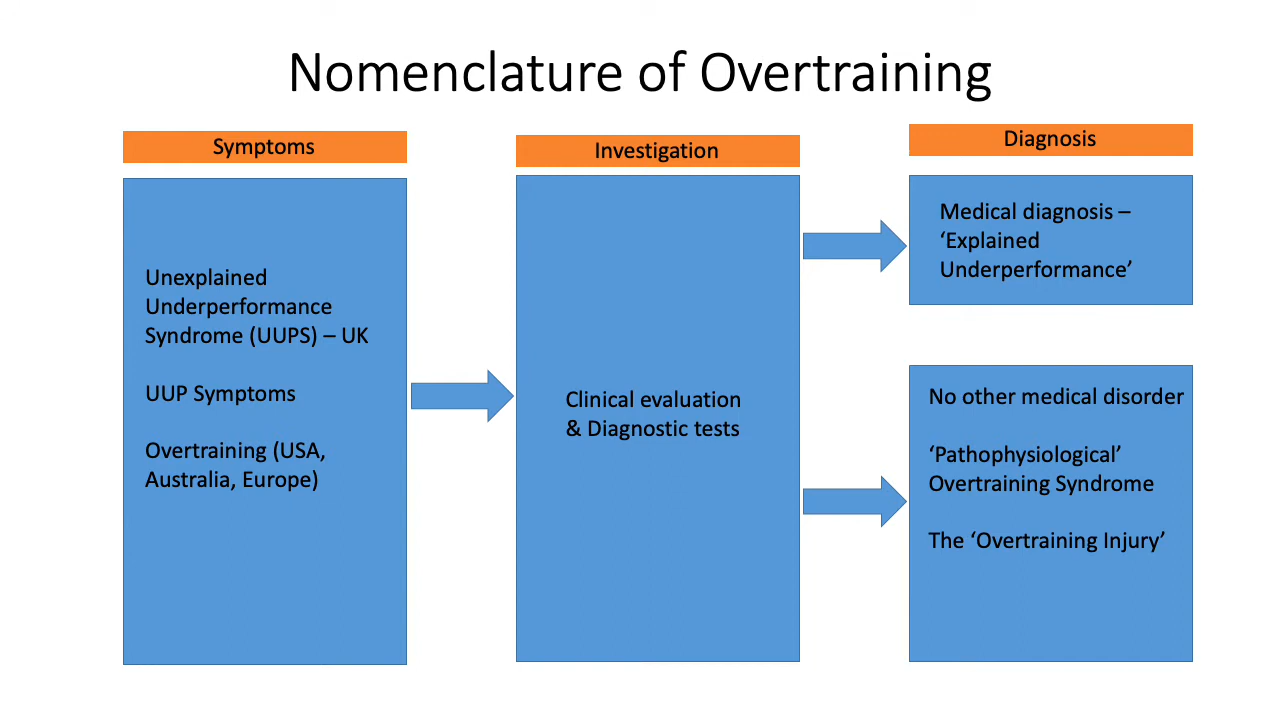 Nomenclature of Overtraining
Symptoms
Unexplained
Underperformance
Syndrome (UUPS) – UK
UUP Symptoms
Overtraining (USA,
Australia, Europe)
Investigation
Clinical evaluation
& Diagnostic tests
Diagnosis
Medical diagnosis –
‘Explained
Underperformance’
No other medical disorder
‘Pathophysiological’
Overtraining Syndrome
The ‘Overtraining Injury’